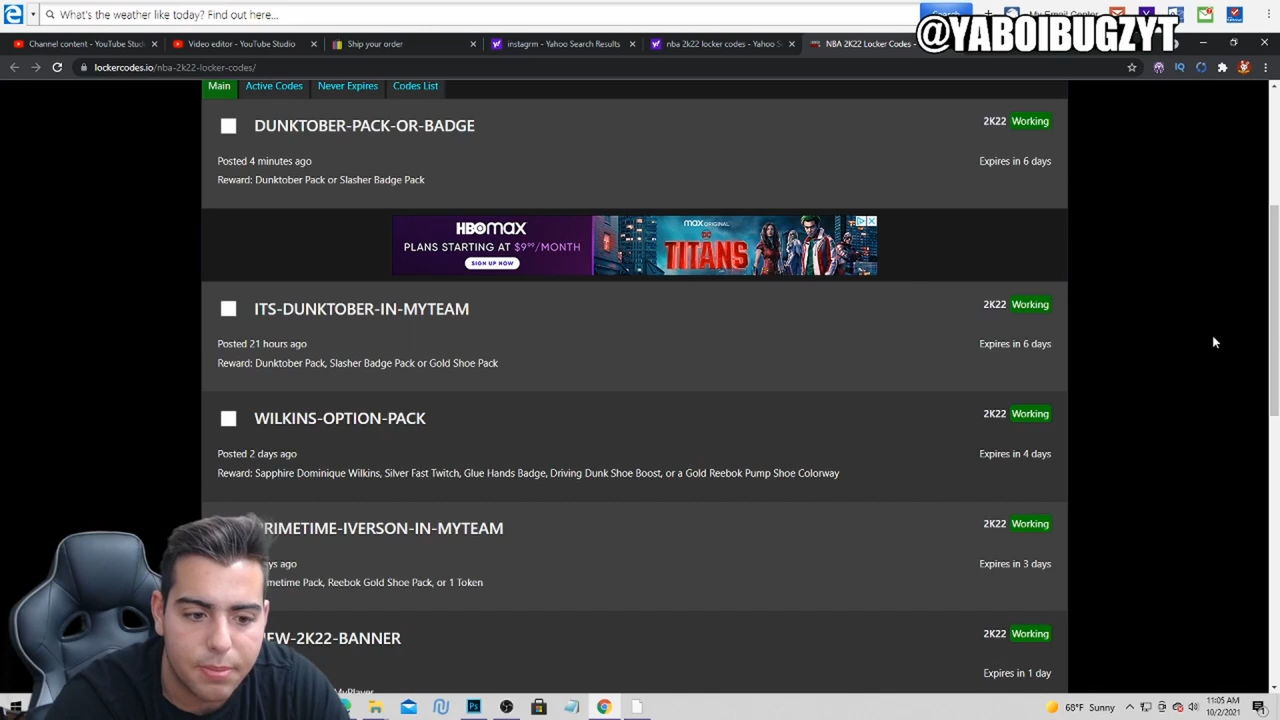 What's the weather like today? Find out here...
Search
My Email Center
@YABOIBUGZYT
Channel content - YouTube Stud
Video editor - YouTube Studio
Ship your order
instagrm - Yahoo Search Results
nba 2k22 locker codes - Yahoo S
NBA 2K22 Locker Codes -
lockercodes.io/nba-2k22-locker-codes/
Main
Active Codes
Never Expires
Codes List
DUNKTOBER-PACK-OR-BADGE
2K22 Working
Posted 4 minutes ago
Expires in 6 days
Reward: Dunktober Pack or Slasher Badge Pack
HBOMAX
PLANS STARTING AT $9.99/MONTH
SIGN UP NOW
MAX ORIGINAL
DC
TITANS
ITS-DUNKTOBER-IN-MYTEAM
2K22 Working
Posted 21 hours ago
Expires in 6 days
Reward: Dunktober Pack, Slasher Badge Pack or Gold Shoe Pack
WILKINS-OPTION-PACK
2K22 Working
Posted 2 days ago
Expires in 4 days
Reward: Sapphire Dominique Wilkins, Silver Fast Twitch, Glue Hands Badge, Driving Dunk Shoe Boost, or a Gold Reebok Pump Shoe Colorway
RIMETIME-IVERSON-IN-MYTEAM
2K22 Working
ys ago
Expires in 3 days
metime Pack, Reebok Gold Shoe Pack, or 1 Token
EW-2K22-BANNER
2K22 Working
Expires in 1 day
MyPlayer
68°F Sunny
11:05 AM
10/2/2021